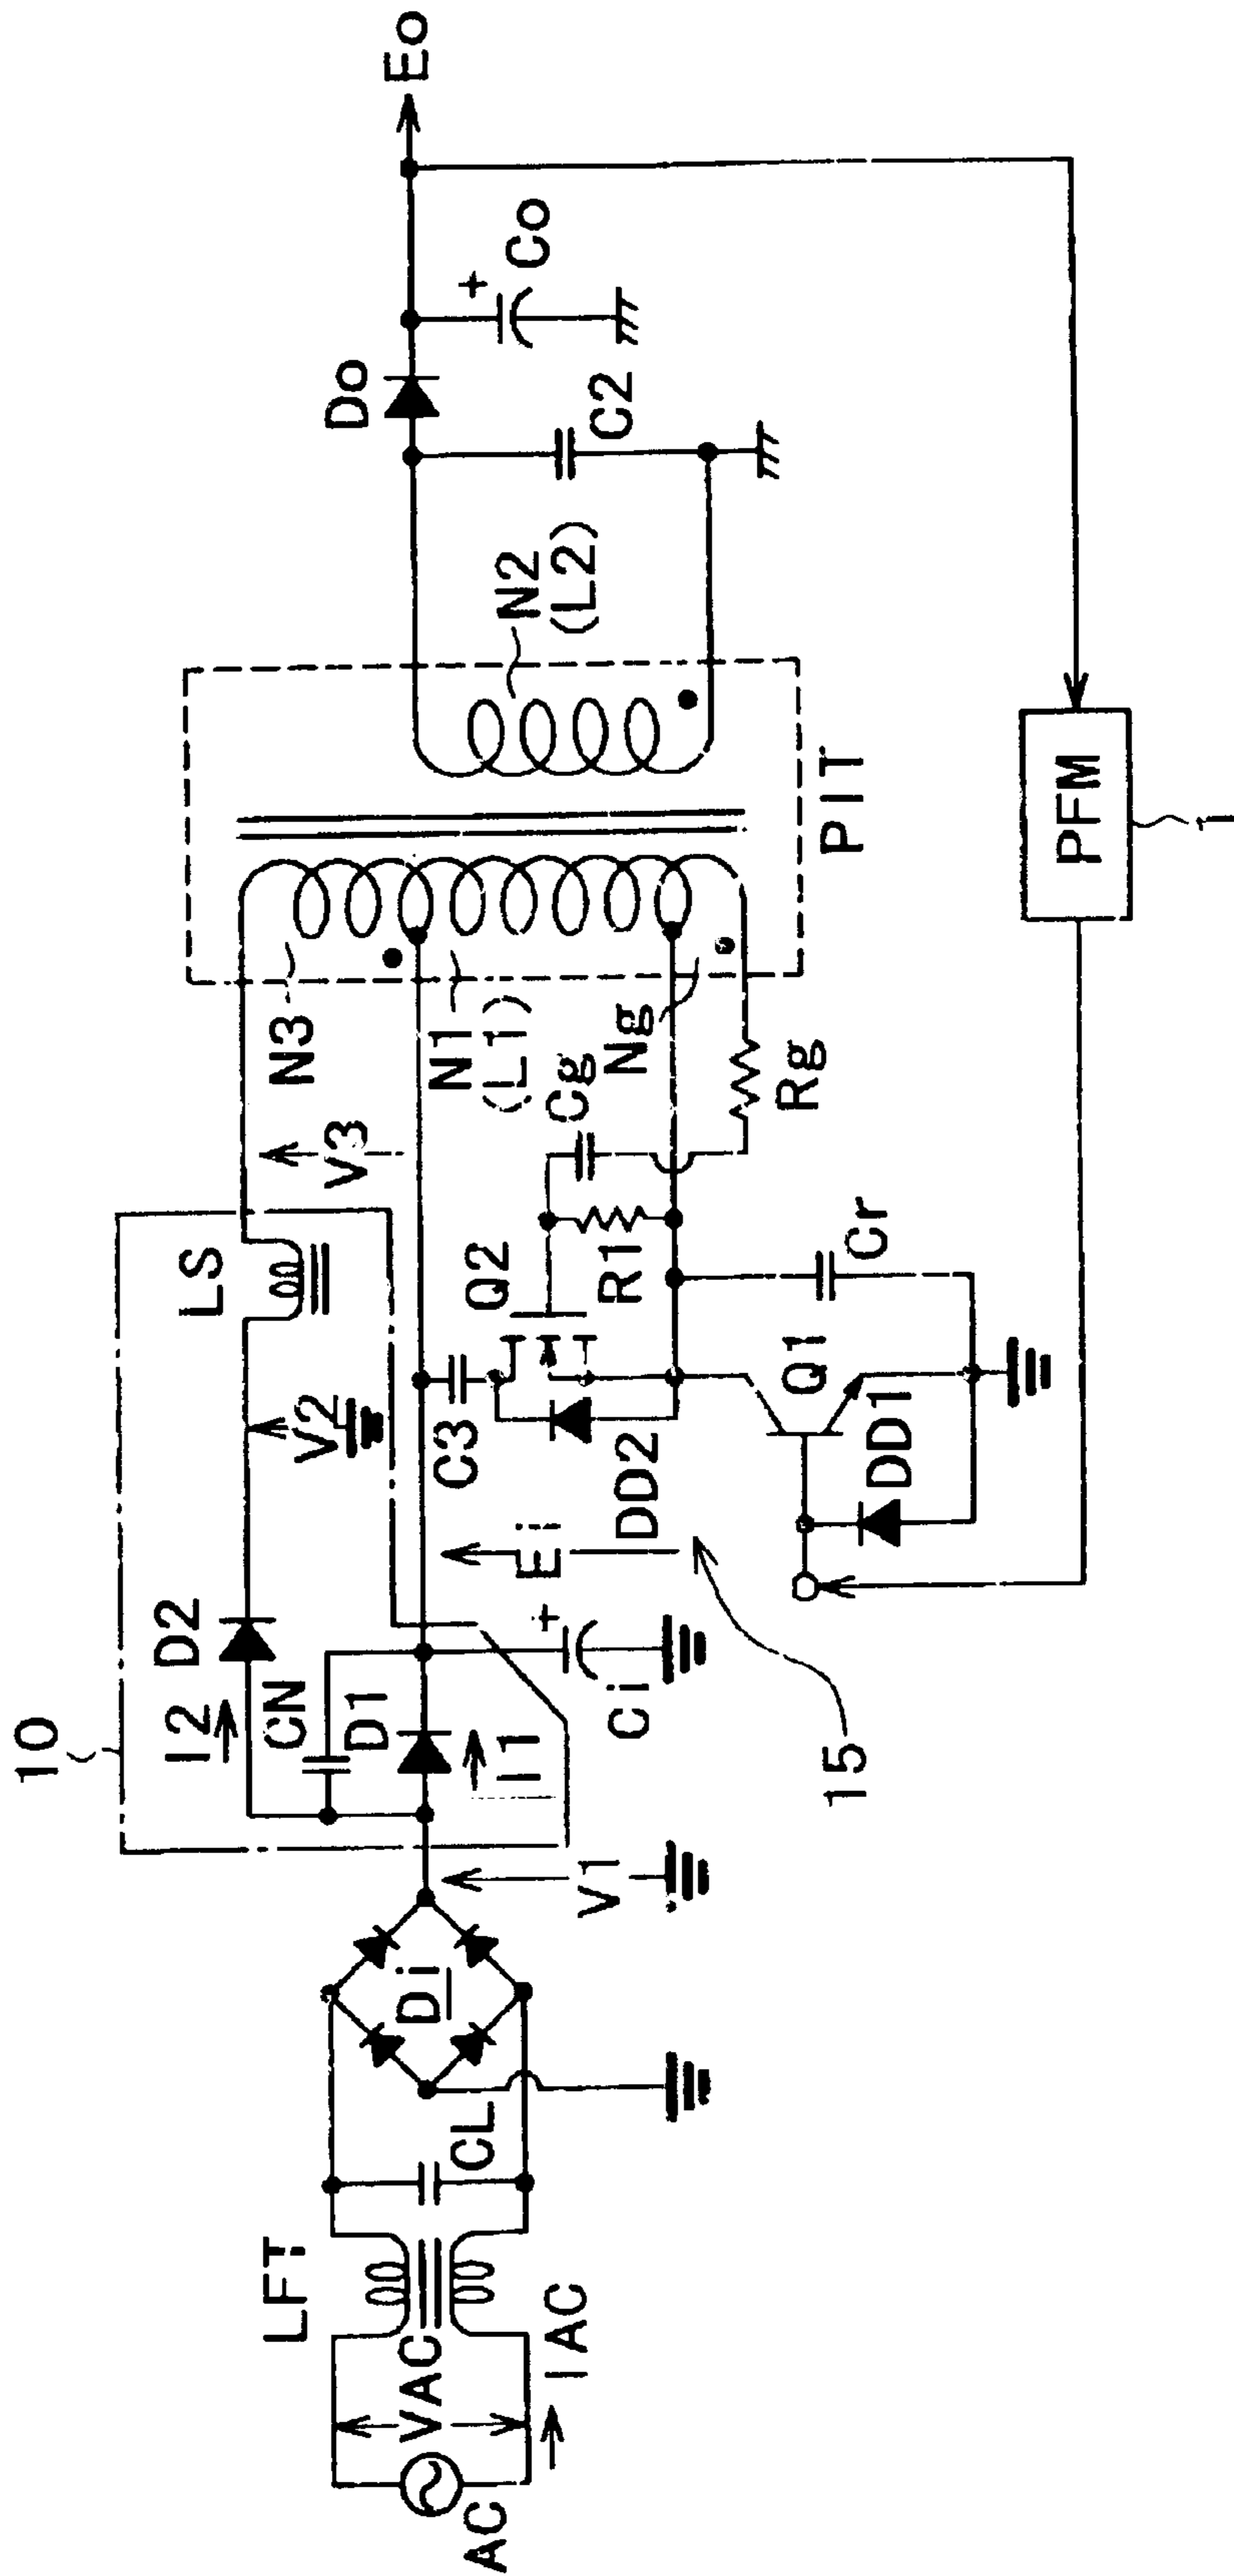 AC
VAC
IAC
LFT
CL
Di
V1
10
I2
D2
CN
D1
I1
Ci
Ei
15
V2
LS
V3
C3
Q2
DD2
R1
Cg
Rg
Q1
DD1
Cr
N3
N1
(L1)
Ng
PIT
N2
(L2)
Do
C2
+
Co
+
Eo
PFM
1